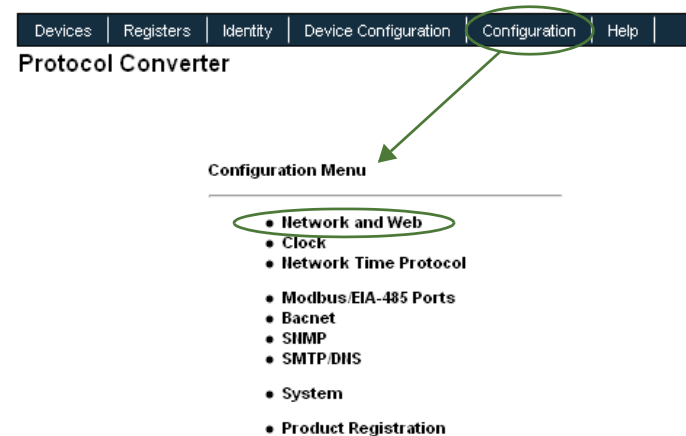 Devices Registers Identity Device Configuration Configuration Help
Protocol Converter
Configuration Menu
Network and Web
Clock
Network Time Protocol
Modbus/EIA-485 Ports
Bacnet
SNMP
SMTP/DNS
System
Product Registration